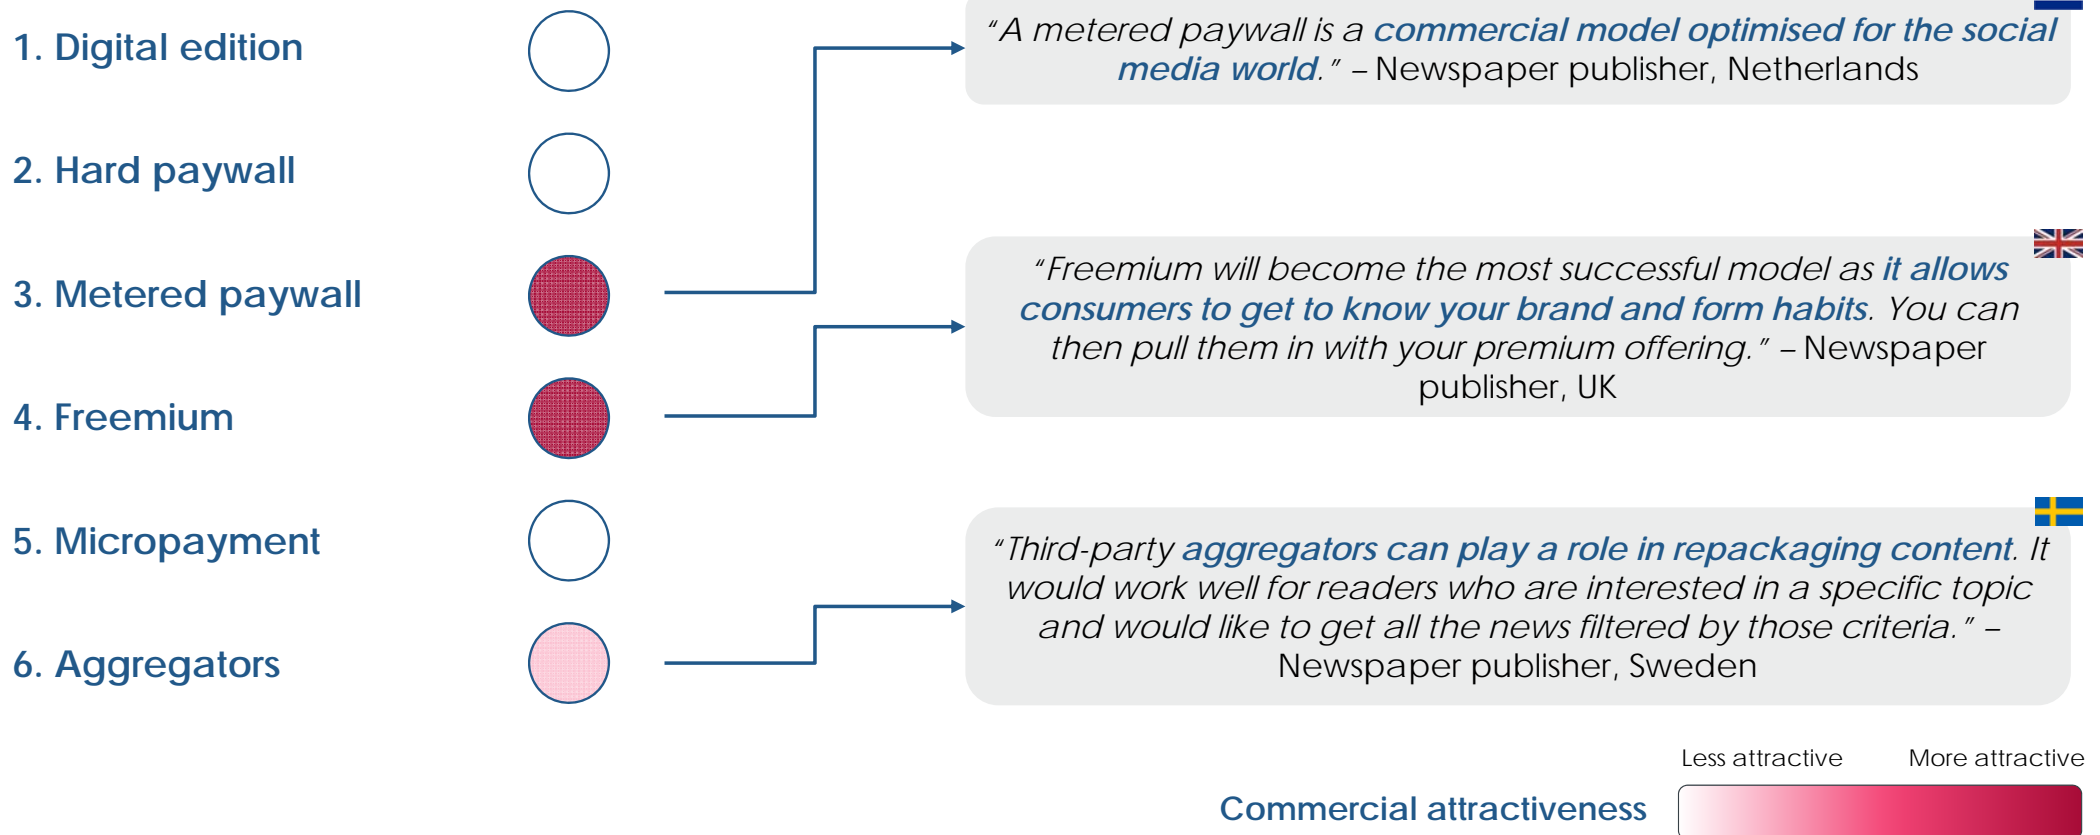 1. Digital edition
2. Hard paywall
3. Metered paywall
4. Freemium
5. Micropayment
6. Aggregators
“A metered paywall is a commercial model optimised for the social
media world.” – Newspaper publisher, Netherlands
“Freemium will become the most successful model as it allows
consumers to get to know your brand and form habits. You can
then pull them in with your premium offering.” – Newspaper
publisher, UK
“Third-party aggregators can play a role in repackaging content. It
would work well for readers who are interested in a specific topic
and would like to get all the news filtered by those criteria.” –
Newspaper publisher, Sweden
Less attractive More attractive
Commercial attractiveness